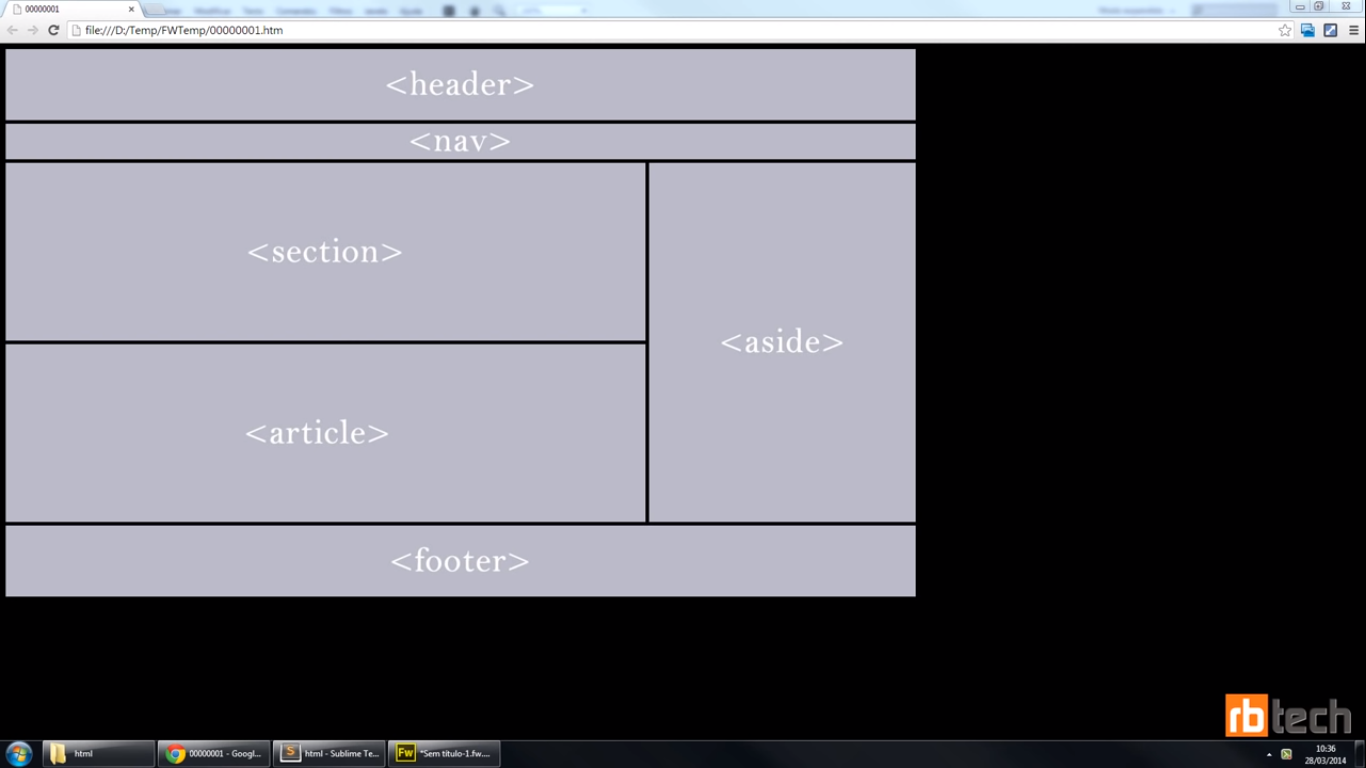 00000001
file:///D:/Temp/FWTemp/00000001.htm
<header>
<nav>
<section>
<aside>
<article>
<footer>
rbtech
html
00000001 - Googl...
html - Sublime Te...
Fw
*Sem título-1.fw....
10:36
28/03/2014